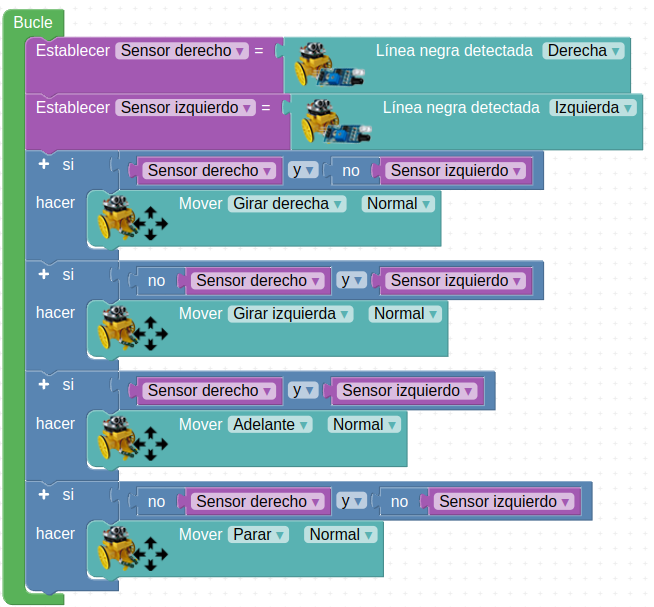 Bucle
Establecer Sensor derecho = Línea negra detectada Derecha
Establecer Sensor izquierdo = Línea negra detectada Izquierda
+ si Sensor derecho y no Sensor izquierdo
hacer Mover Girar derecha Normal
+ si no Sensor derecho y Sensor izquierdo
hacer Mover Girar izquierda Normal
+ si Sensor derecho y Sensor izquierdo
hacer Mover Adelante Normal
+ si no Sensor derecho y no Sensor izquierdo
hacer Mover Parar Normal